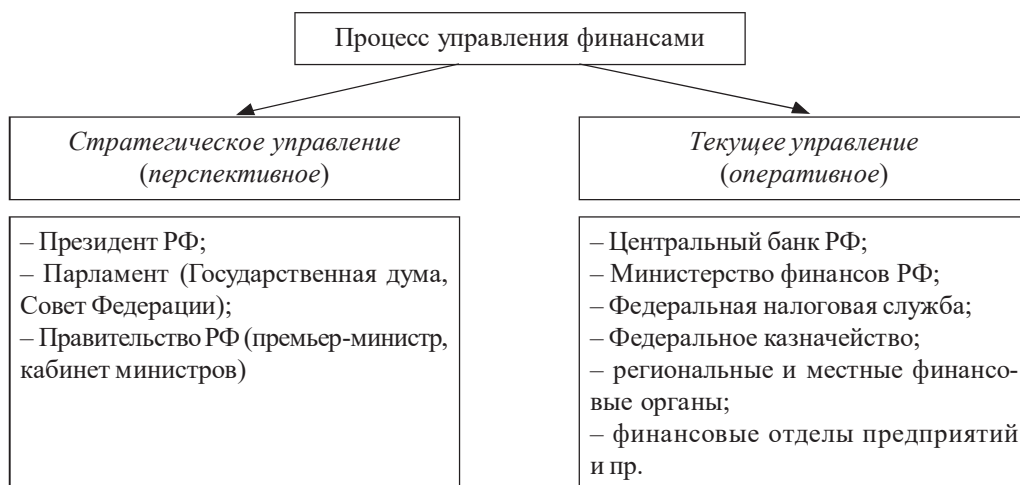 Процесс управления финансами
Стратегическое управление
(перспективное)
Текущее управление
(оперативное)
– Президент РФ;
– Парламент (Государственная дума,
Совет Федерации);
– Правительство РФ (премьер-министр,
кабинет министров)
– Центральный банк РФ;
– Министерство финансов РФ;
– Федеральная налоговая служба;
– Федеральное казначейство;
– региональные и местные финансо-
вые органы;
– финансовые отделы предприятий
и пр.